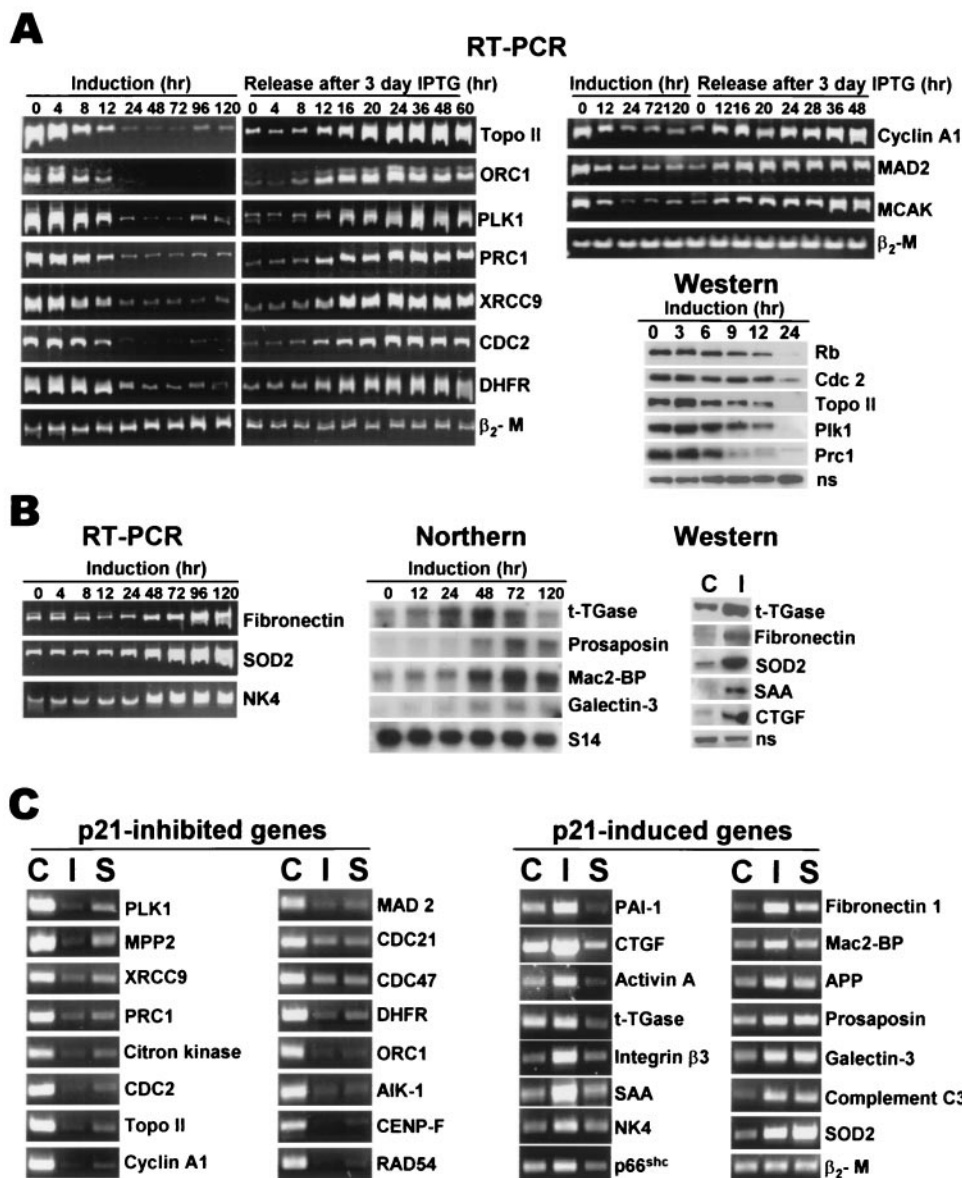 A
RT-PCR
Induction (hr)
0 4 8 12 24 48 72 96 120
Release after 3 day IPTG (hr)
0 4 8 12 16 20 24 36 48 60
Topo II
ORC1
PLK1
PRC1
XRCC9
CDC2
DHFR
β2- M
Induction (hr)
0 12 24 72 120
Release after 3 day IPTG (hr)
0 12 16 20 24 28 36 48
Cyclin A1
MAD2
MCAK
β2-M
Western
Induction (hr)
0 3 6 9 12 24
Rb
Cdc 2
Topo II
Plk1
Prc1
ns
B
RT-PCR
Induction (hr)
0 4 8 12 24 48 72 96 120
Fibronectin
SOD2
NK4
Northern
Induction (hr)
0 12 24 48 72 120
t-TGase
Prosaposin
Mac2-BP
Galectin-3
S14
Western
C I
t-TGase
Fibronectin
SOD2
SAA
CTGF
ns
C
p21-inhibited genes
C I S
PLK1
MPP2
XRCC9
PRC1
Citron kinase
CDC2
Topo II
Cyclin A1
C I S
MAD 2
CDC21
CDC47
DHFR
ORC1
AIK-1
CENP-F
RAD54
p21-induced genes
C I S
PAI-1
CTGF
Activin A
t-TGase
Integrin β3
SAA
NK4
p66shc
C I S
Fibronectin 1
Mac2-BP
APP
Prosaposin
Galectin-3
Complement C3
SOD2
β2- M